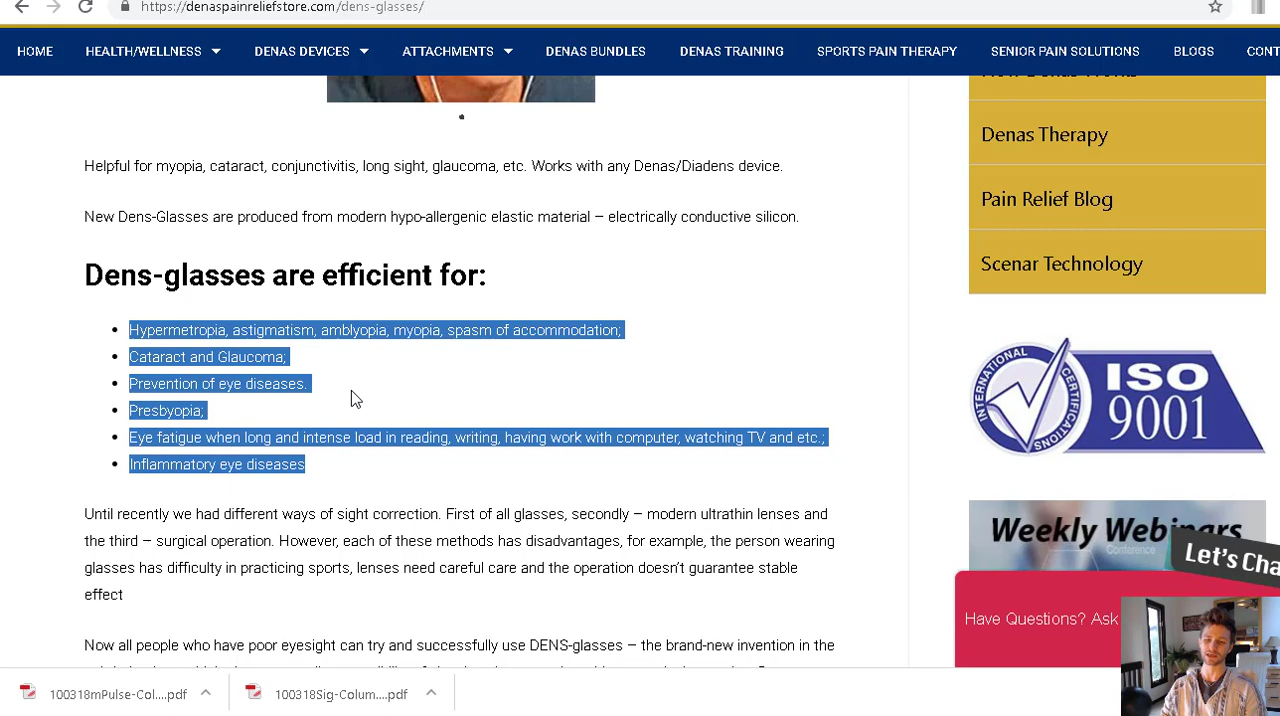 https://denaspainreliefstore.com/dens-glasses/
HOME HEALTH/WELLNESS DENAS DEVICES ATTACHMENTS DENAS BUNDLES DENAS TRAINING SPORTS PAIN THERAPY SENIOR PAIN SOLUTIONS BLOGS CONT
Helpful for myopia, cataract, conjunctivitis, long sight, glaucoma, etc. Works with any Denas/Diadens device.
New Dens-Glasses are produced from modern hypo-allergenic elastic material – electrically conductive silicon.
Dens-glasses are efficient for:
• Hypermetropia, astigmatism, amblyopia, myopia, spasm of accommodation;
• Cataract and Glaucoma;
• Prevention of eye diseases.
• Presbyopia;
• Eye fatigue when long and intense load in reading, writing, having work with computer, watching TV and etc.;
• Inflammatory eye diseases
Until recently we had different ways of sight correction. First of all glasses, secondly – modern ultrathin lenses and
the third – surgical operation. However, each of these methods has disadvantages, for example, the person wearing
glasses has difficulty in practicing sports, lenses need careful care and the operation doesn't guarantee stable
effect
Now all people who have poor eyesight can try and successfully use DENS-glasses – the brand-new invention in the
Denas Therapy
Pain Relief Blog
Scenar Technology
INTERNATIONAL CERTIFICATIONS
ISO
9001
Weekly Webinars
Conference
Let's Cha
Have Questions? Ask
100318mPulse-Col....pdf
100318Sig-Colum....pdf